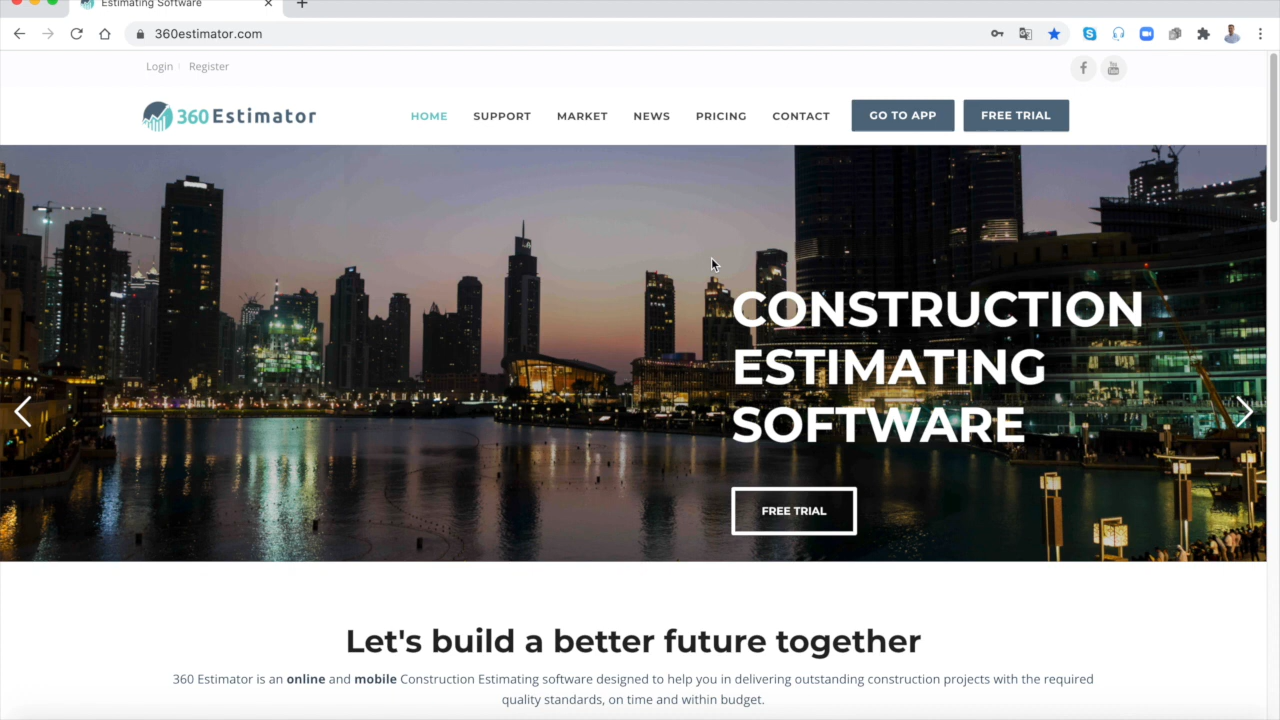 Estimating Software
360estimator.com
Login Register
360Estimator
HOME SUPPORT MARKET NEWS PRICING CONTACT GO TO APP FREE TRIAL
CONSTRUCTION
ESTIMATING
SOFTWARE
FREE TRIAL
Let's build a better future together
360 Estimator is an online and mobile Construction Estimating software designed to help you in delivering outstanding construction projects with the required
quality standards, on time and within budget.